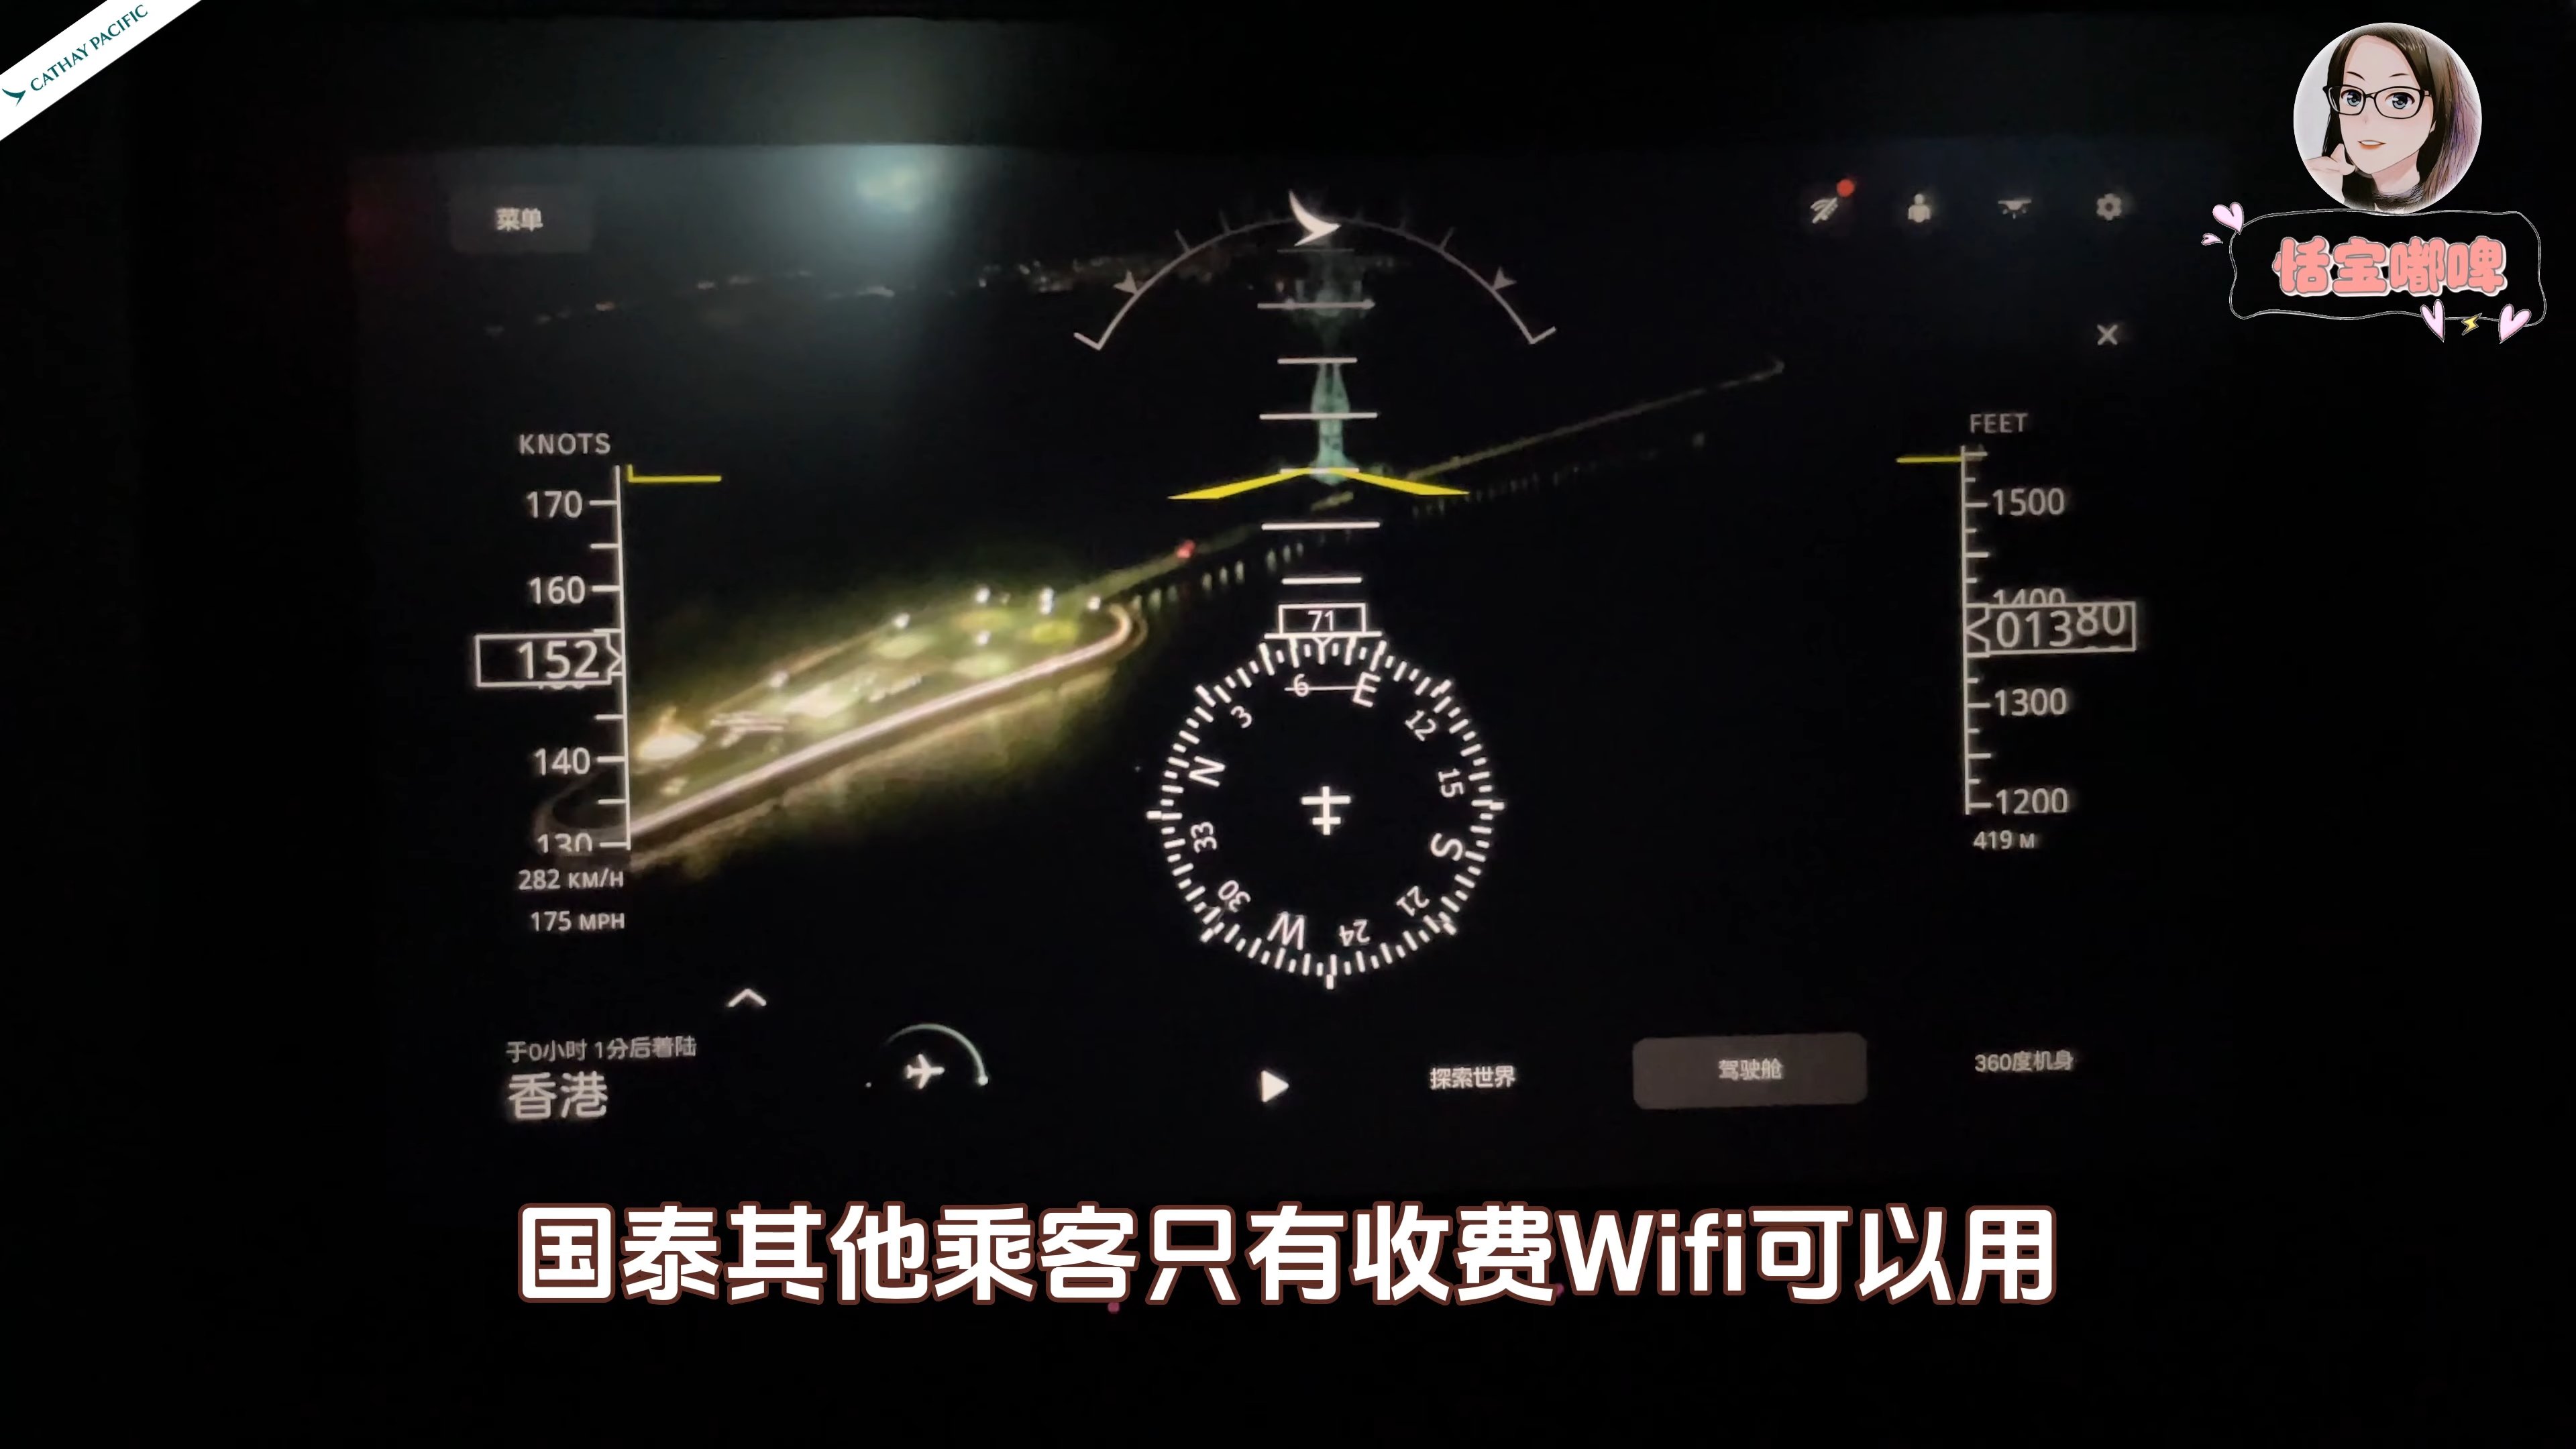 CATHAY PACIFIC
恬宝嘟啤
菜单
KNOTS
170
160
152
140
130
282 KM/H
175 MPH
FEET
1500
1400
01380
1300
1200
419 M
71
6 E
3 12
N 15
33 S
30 21
W 24
于0小时 1分后着陆
香港
探索世界
驾驶舱
360度机身
国泰其他乘客只有收费Wifi可以用